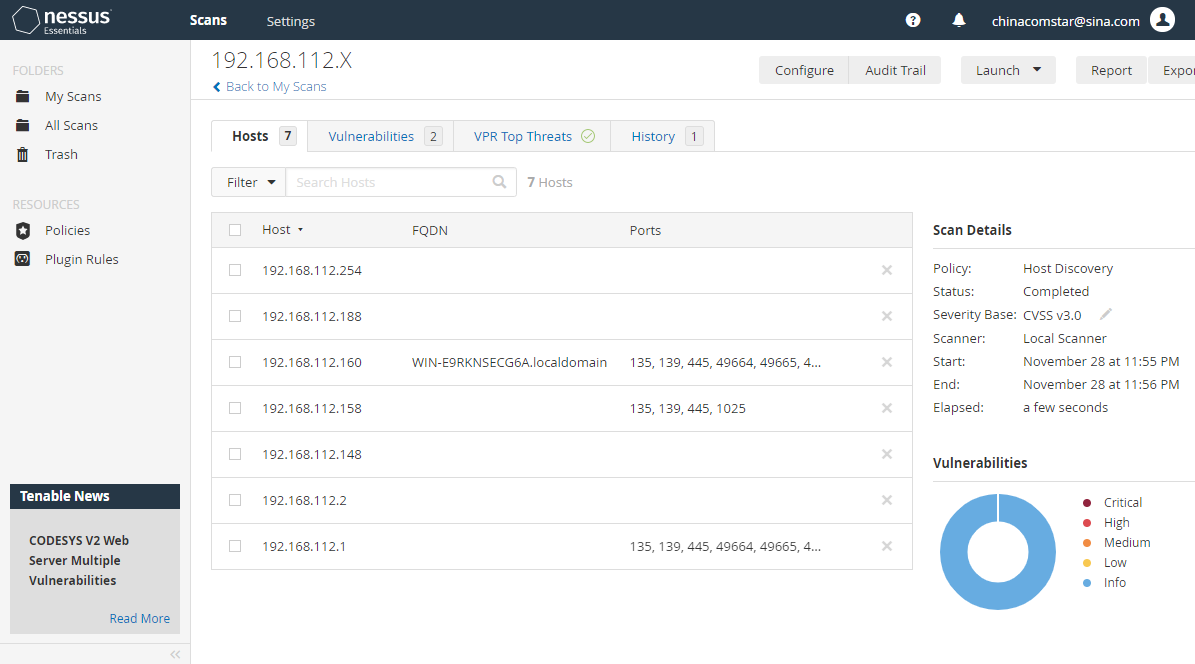 nessus
Essentials
Scans
Settings
?
chinacomstar@sina.com
FOLDERS
My Scans
All Scans
Trash
RESOURCES
Policies
Plugin Rules
Tenable News
CODESYS V2 Web
Server Multiple
Vulnerabilities
Read More
192.168.112.X
Back to My Scans
Configure
Audit Trail
Launch
Report
Expor
Hosts 7
Vulnerabilities 2
VPR Top Threats
History 1
Filter
Search Hosts
7 Hosts
Host FQDN Ports
192.168.112.254
192.168.112.188
192.168.112.160 WIN-E9RKNSECG6A.localdomain 135, 139, 445, 49664, 49665, 4...
192.168.112.158 135, 139, 445, 1025
192.168.112.148
192.168.112.2
192.168.112.1 135, 139, 445, 49664, 49665, 4...
Scan Details
Policy: Host Discovery
Status: Completed
Severity Base: CVSS v3.0
Scanner: Local Scanner
Start: November 28 at 11:55 PM
End: November 28 at 11:56 PM
Elapsed: a few seconds
Vulnerabilities
Critical
High
Medium
Low
Info